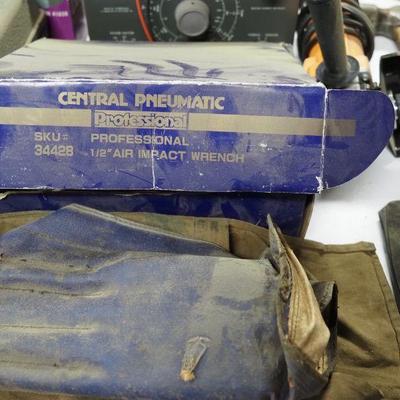 CENTRAL PNEUMATIC
Professional
SKU# PROFESSIONAL
34428 1/2" AIR IMPACT WRENCH